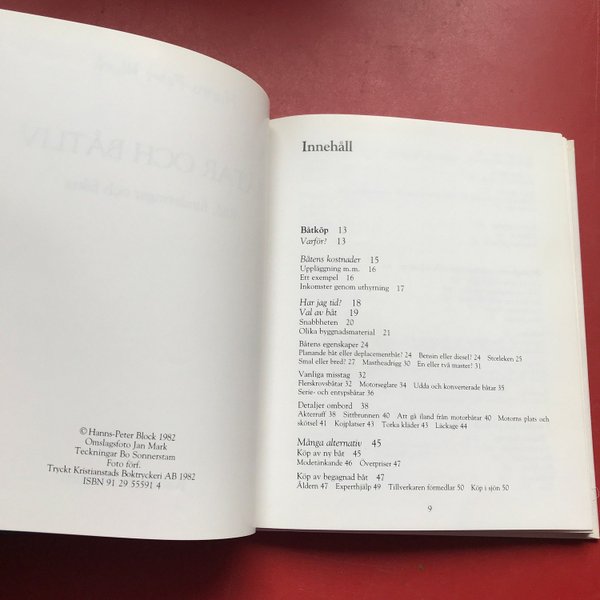 © Hanns-Peter Block 1982
Omslagsfoto Jan Mark
Teckningar Bo Sonnerstam
Foto förf.
Tryckt Kristianstads Boktryckeri AB 1982
ISBN 91 29 55591 4
Innehåll
Båtköp 13
Varför? 13
Båtens kostnader 15
Uppläggning m.m. 16
Ett exempel 16
Inkomster genom uthyrning 17
Har jag tid? 18
Val av båt 19
Snabbheten 20
Olika byggnadsmaterial 21
Båtens egenskaper 24
Planande båt eller deplacementbåt? 24 Bensin eller diesel? 24 Storleken 25
Smal eller bred? 27 Mastheadrigg 30 En eller två master? 31
Vanliga misstag 32
Flerskrovsbåtar 32 Motorseglare 34 Udda och konverterade båtar 35
Serie- och entypsbåtar 36
Detaljer ombord 38
Akterruff 38 Sittbrunnen 40 Att gå iland från motorbåtar 40 Motorns plats och
skötsel 41 Kojplatser 43 Torka kläder 43 Läckage 44
Många alternativ 45
Köp av ny båt 45
Modetänkande 46 Överpriser 47
Köp av begagnad båt 47
Åldern 47 Experthjälp 49 Tillverkaren förmedlar 50 Köp i sjön 50
9